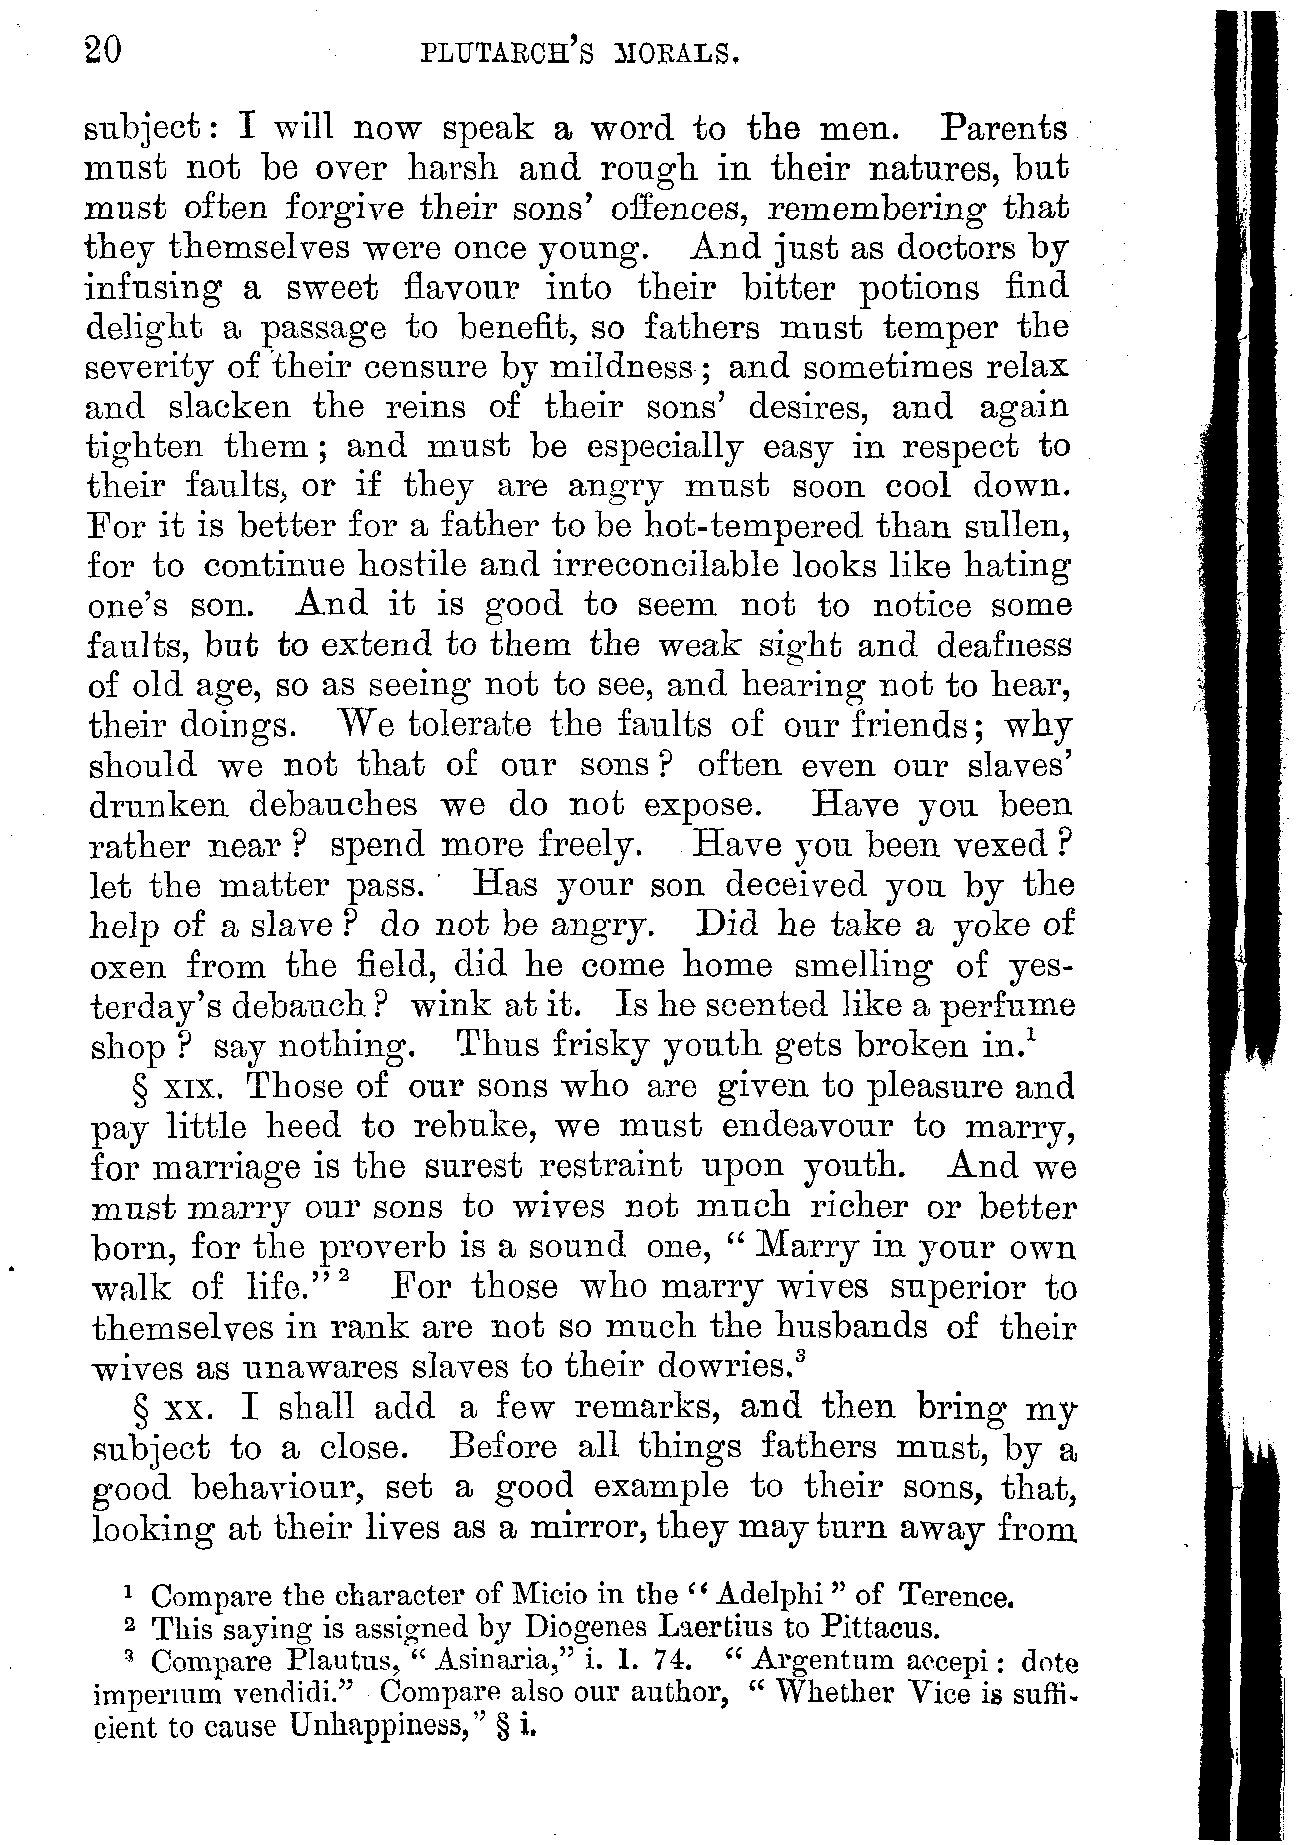 20 PLUTARCH'S MORALS.
subject: I will now speak a word to the men. Parents
must not be over harsh and rough in their natures, but
must often forgive their sons' offences, remembering that
they themselves were once young. And just as doctors by
infusing a sweet flavour into their bitter potions find
delight a passage to benefit, so fathers must temper the
severity of their censure by mildness; and sometimes relax
and slacken the reins of their sons' desires, and again
tighten them; and must be especially easy in respect to
their faults, or if they are angry must soon cool down.
For it is better for a father to be hot-tempered than sullen,
for to continue hostile and irreconcilable looks like hating
one's son. And it is good to seem not to notice some
faults, but to extend to them the weak sight and deafness
of old age, so as seeing not to see, and hearing not to hear,
their doings. We tolerate the faults of our friends; why
should we not that of our sons? often even our slaves'
drunken debauches we do not expose. Have you been
rather near? spend more freely. Have you been vexed?
let the matter pass. Has your son deceived you by the
help of a slave? do not be angry. Did he take a yoke of
oxen from the field, did he come home smelling of yes-
terday's debauch? wink at it. Is he scented like a perfume
shop? say nothing. Thus frisky youth gets broken in.¹
§ XIX. Those of our sons who are given to pleasure and
pay little heed to rebuke, we must endeavour to marry,
for marriage is the surest restraint upon youth. And we
must marry our sons to wives not much richer or better
born, for the proverb is a sound one, "Marry in your own
walk of life."² For those who marry wives superior to
themselves in rank are not so much the husbands of their
wives as unawares slaves to their dowries.³
§ XX. I shall add a few remarks, and then bring my
subject to a close. Before all things fathers must, by a
good behaviour, set a good example to their sons, that,
looking at their lives as a mirror, they may turn away from
¹ Compare the character of Micio in the "Adelphi" of Terence.
² This saying is assigned by Diogenes Laertius to Pittacus.
³ Compare Plautus, "Asinaria," i. l. 74. "Argentum accepi: dote
imperium vendidi." Compare also our author, "Whether Vice is suffi-
cient to cause Unhappiness," § i.